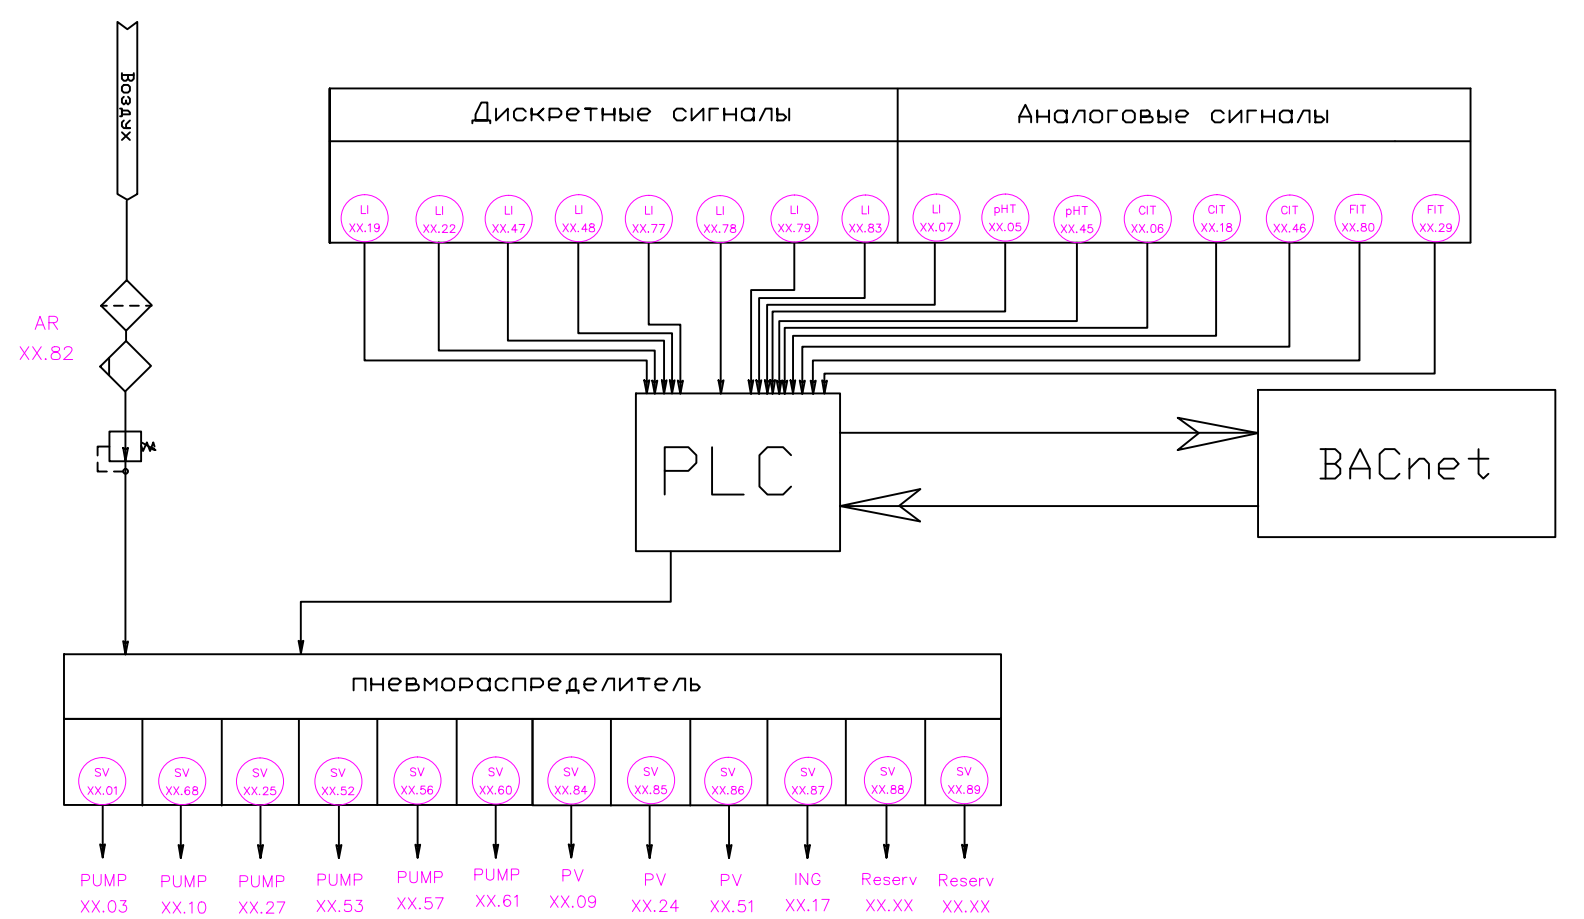 Воздух
Дискретные сигналы
Аналоговые сигналы
LI
XX.19
LI
XX.22
LI
XX.47
LI
XX.48
LI
XX.77
LI
XX.78
LI
XX.79
LI
XX.83
LI
XX.07
pHT
XX.05
pHT
XX.45
CIT
XX.06
CIT
XX.18
CIT
XX.46
FIT
XX.80
FIT
XX.29
AR
XX.82
PLC
BACnet
пневмораспределитель
SV
XX.01
SV
XX.68
SV
XX.25
SV
XX.52
SV
XX.56
SV
XX.60
SV
XX.84
SV
XX.85
SV
XX.86
SV
XX.87
SV
XX.88
SV
XX.89
PUMP
XX.03
PUMP
XX.10
PUMP
XX.27
PUMP
XX.53
PUMP
XX.57
PUMP
XX.61
PV
XX.09
PV
XX.24
PV
XX.51
ING
XX.17
Reserv
XX.XX
Reserv
XX.XX